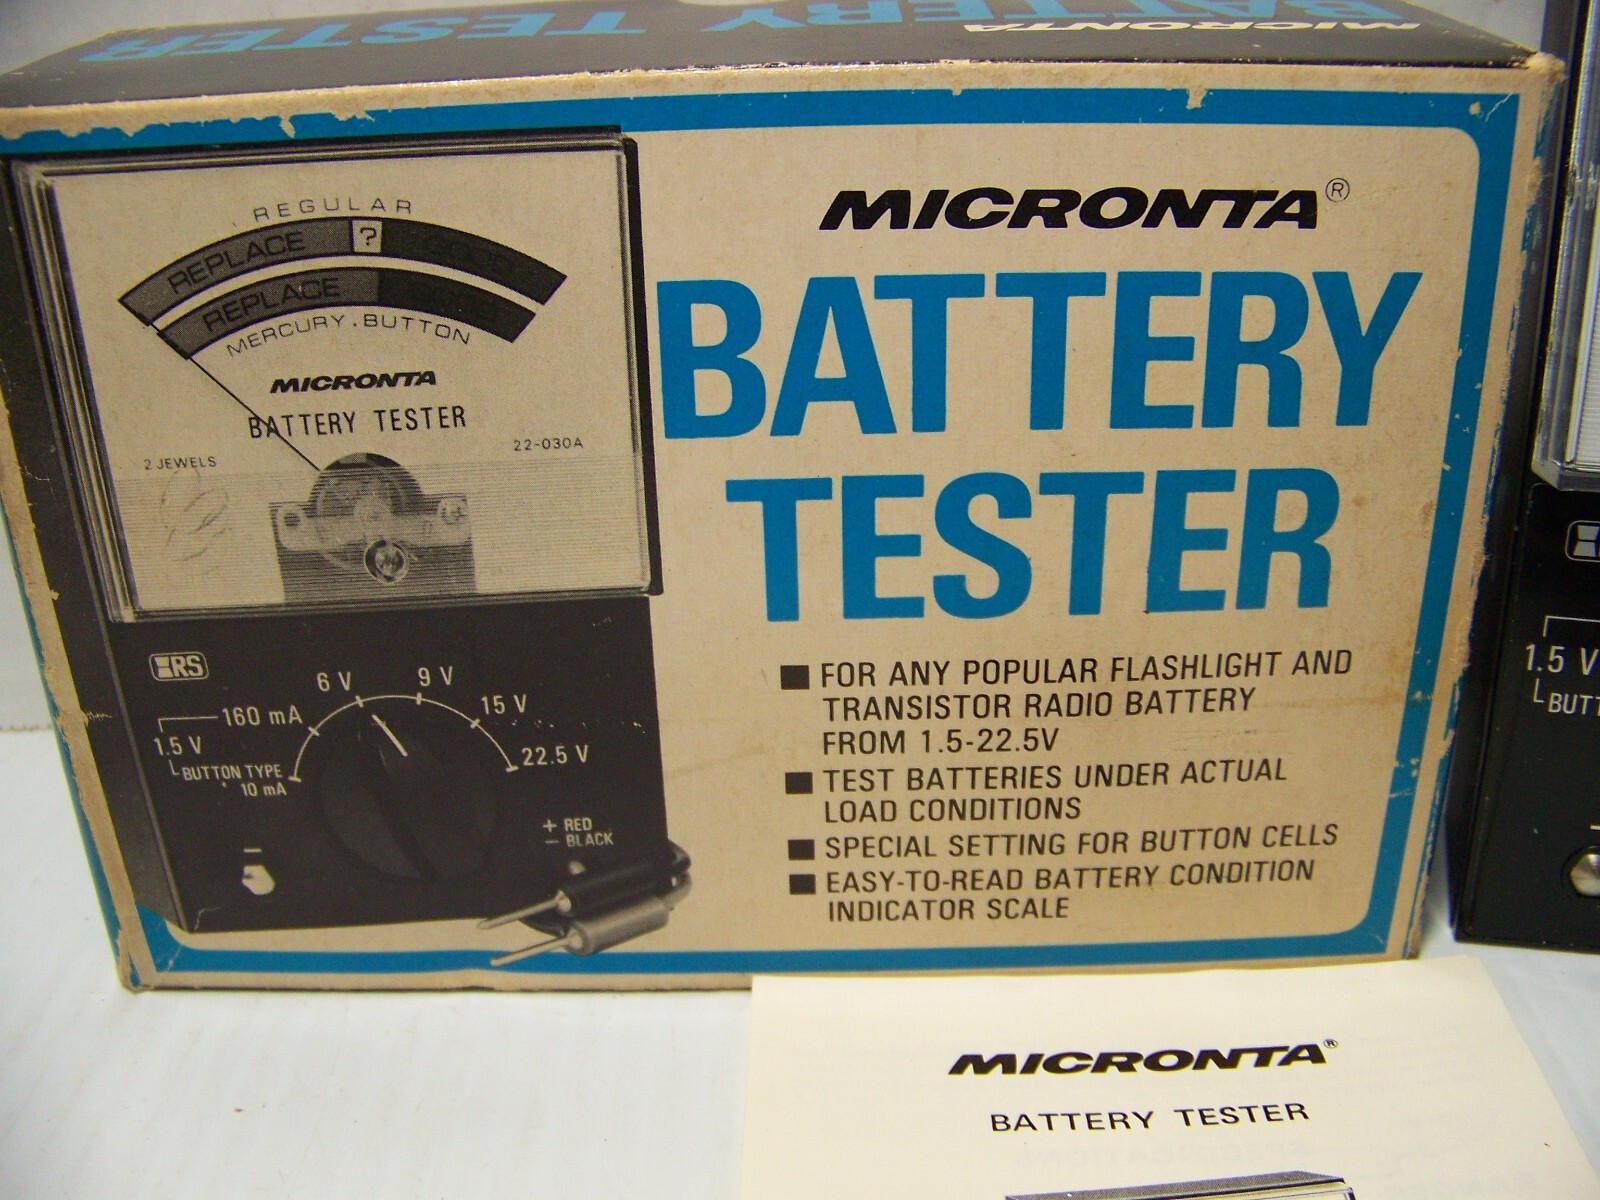 MICRONTA
BATTERY TESTER
REGULAR
REPLACE ? GOOD
REPLACE GOOD
MERCURY . BUTTON
MICRONTA
BATTERY TESTER
22-030A
2 JEWELS
RS
6 V 9 V
160 mA 15 V
1.5 V 22.5 V
BUTTON TYPE
10 mA
+ RED
− BLACK
−
MICRONTA®
BATTERY
TESTER
■ FOR ANY POPULAR FLASHLIGHT AND
TRANSISTOR RADIO BATTERY
FROM 1.5-22.5V
■ TEST BATTERIES UNDER ACTUAL
LOAD CONDITIONS
■ SPECIAL SETTING FOR BUTTON CELLS
■ EASY-TO-READ BATTERY CONDITION
INDICATOR SCALE
1.5 V
MICRONTA®
BATTERY TESTER